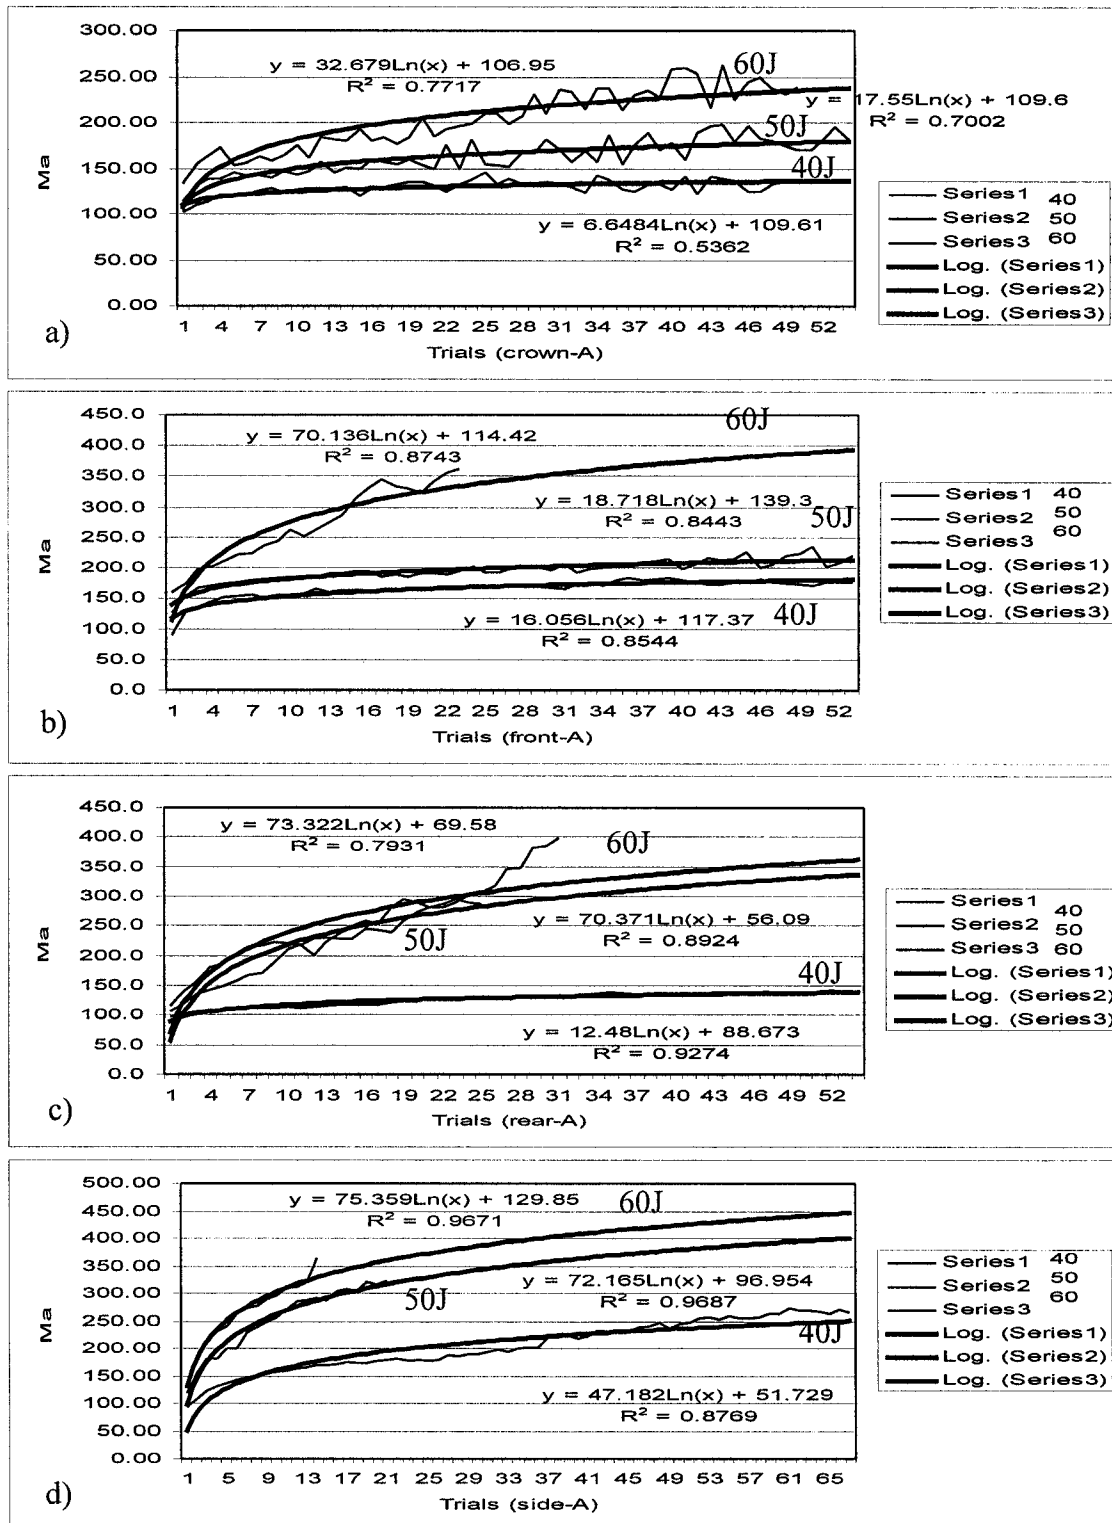 300.00
250.00
200.00
150.00
100.00
50.00
0.00
Ma
y = 32.679Ln(x) + 106.95
R² = 0.7717
60J
y = 17.55Ln(x) + 109.6
R² = 0.7002
50J
40J
y = 6.6484Ln(x) + 109.61
R² = 0.5362
1 4 7 10 13 16 19 22 25 28 31 34 37 40 43 46 49 52
Trials (crown-A)
a)
Series1 40
Series2 50
Series3 60
Log. (Series1)
Log. (Series2)
Log. (Series3)
450.0
400.0
350.0
300.0
250.0
200.0
150.0
100.0
50.0
0.0
Ma
60J
y = 70.136Ln(x) + 114.42
R² = 0.8743
y = 18.718Ln(x) + 139.3
R² = 0.8443
50J
40J
y = 16.056Ln(x) + 117.37
R² = 0.8544
1 4 7 10 13 16 19 22 25 28 31 34 37 40 43 46 49 52
Trials (front-A)
b)
Series1 40
Series2 50
Series3 60
Log. (Series1)
Log. (Series2)
Log. (Series3)
450.0
400.0
350.0
300.0
250.0
200.0
150.0
100.0
50.0
0.0
Ma
y = 73.322Ln(x) + 69.58
R² = 0.7931
60J
y = 70.371Ln(x) + 56.09
R² = 0.8924
50J
40J
y = 12.48Ln(x) + 88.673
R² = 0.9274
1 4 7 10 13 16 19 22 25 28 31 34 37 40 43 46 49 52
Trials (rear-A)
c)
Series1 40
Series2 50
Series3 60
Log. (Series1)
Log. (Series2)
Log. (Series3)
500.00
450.00
400.00
350.00
300.00
250.00
200.00
150.00
100.00
50.00
0.00
Ma
y = 75.359Ln(x) + 129.85
R² = 0.9671
60J
y = 72.165Ln(x) + 96.954
R² = 0.9687
50J
40J
y = 47.182Ln(x) + 51.729
R² = 0.8769
1 5 9 13 17 21 25 29 33 37 41 45 49 53 57 61 65
Trials (side-A)
d)
Series1 40
Series2 50
Series3 60
Log. (Series1)
Log. (Series2)
Log. (Series3)